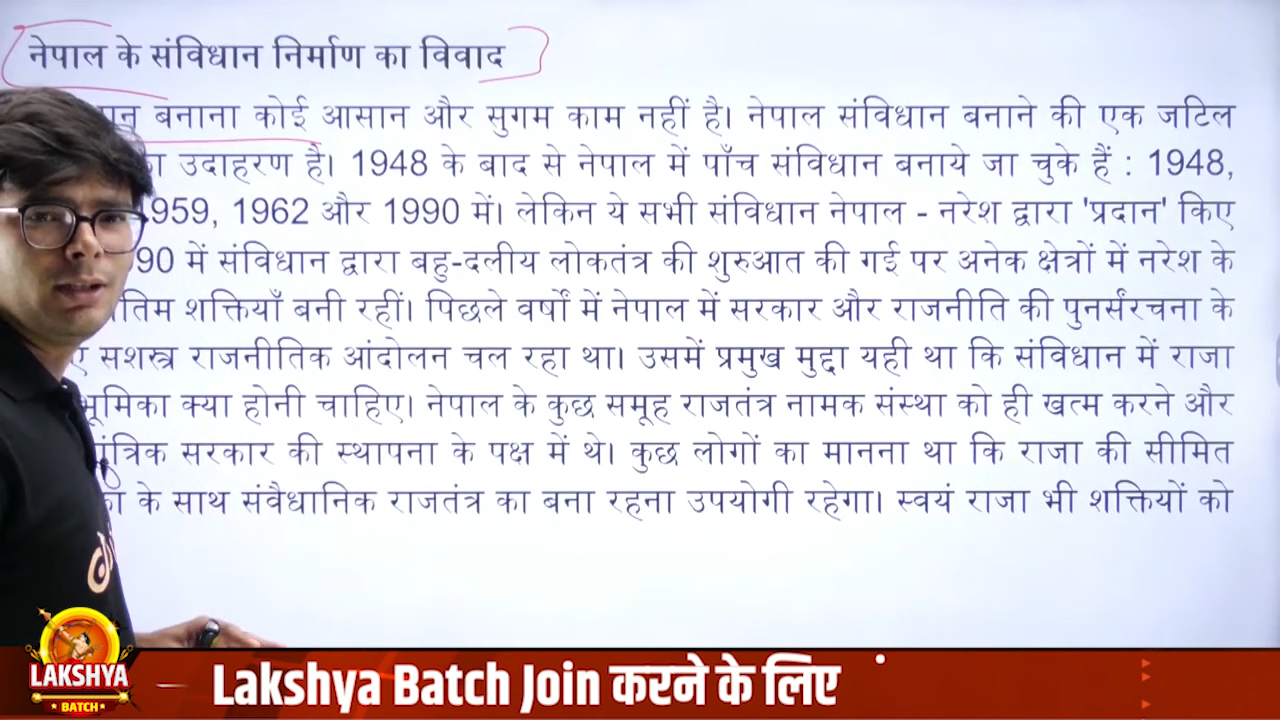 नेपाल के संविधान निर्माण का विवाद
बनाना कोई आसान और सुगम काम नहीं है। नेपाल संविधान बनाने की एक जटिल
उदाहरण है। 1948 के बाद से नेपाल में पाँच संविधान बनाये जा चुके हैं : 1948,
1962 और 1990 में। लेकिन ये सभी संविधान नेपाल - नरेश द्वारा 'प्रदान' किए
में संविधान द्वारा बहु-दलीय लोकतंत्र की शुरुआत की गई पर अनेक क्षेत्रों में नरेश के
शक्तियाँ बनी रहीं। पिछले वर्षों में नेपाल में सरकार और राजनीति की पुनर्संरचना के
सशस्त्र राजनीतिक आंदोलन चल रहा था। उसमें प्रमुख मुद्दा यही था कि संविधान में राजा
भूमिका क्या होनी चाहिए। नेपाल के कुछ समूह राजतंत्र नामक संस्था को ही खत्म करने और
सरकार की स्थापना के पक्ष में थे। कुछ लोगों का मानना था कि राजा की सीमित
के साथ संवैधानिक राजतंत्र का बना रहना उपयोगी रहेगा। स्वयं राजा भी शक्तियों को
LAKSHYA
BATCH
Lakshya Batch Join करने के लिए